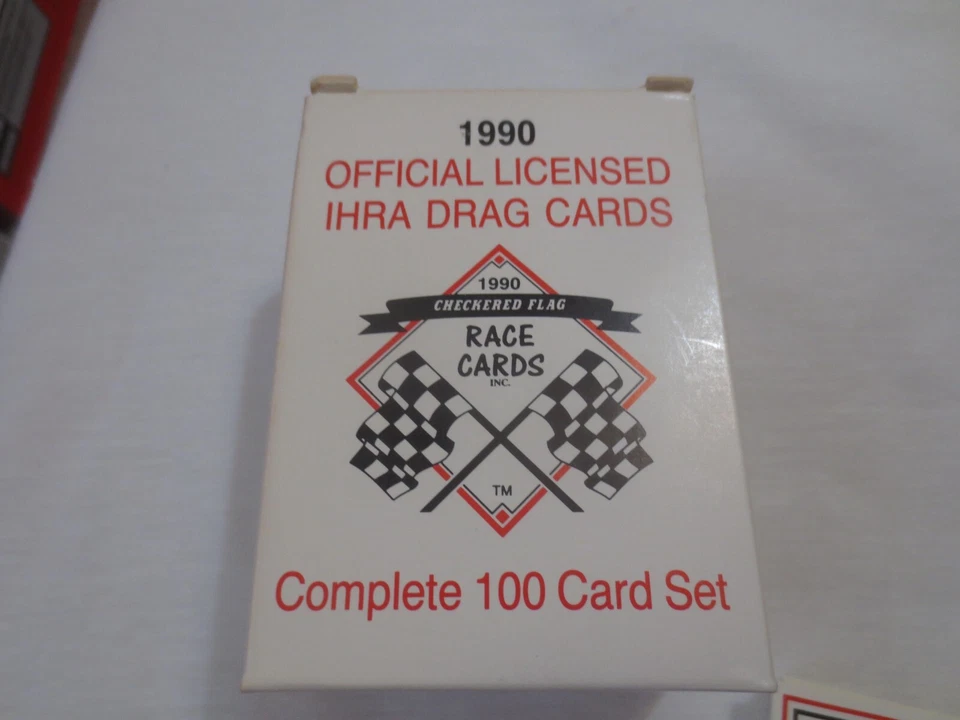 1990
OFFICIAL LICENSED
IHRA DRAG CARDS
1990
CHECKERED FLAG
RACE
CARDS
INC.
TM
Complete 100 Card Set